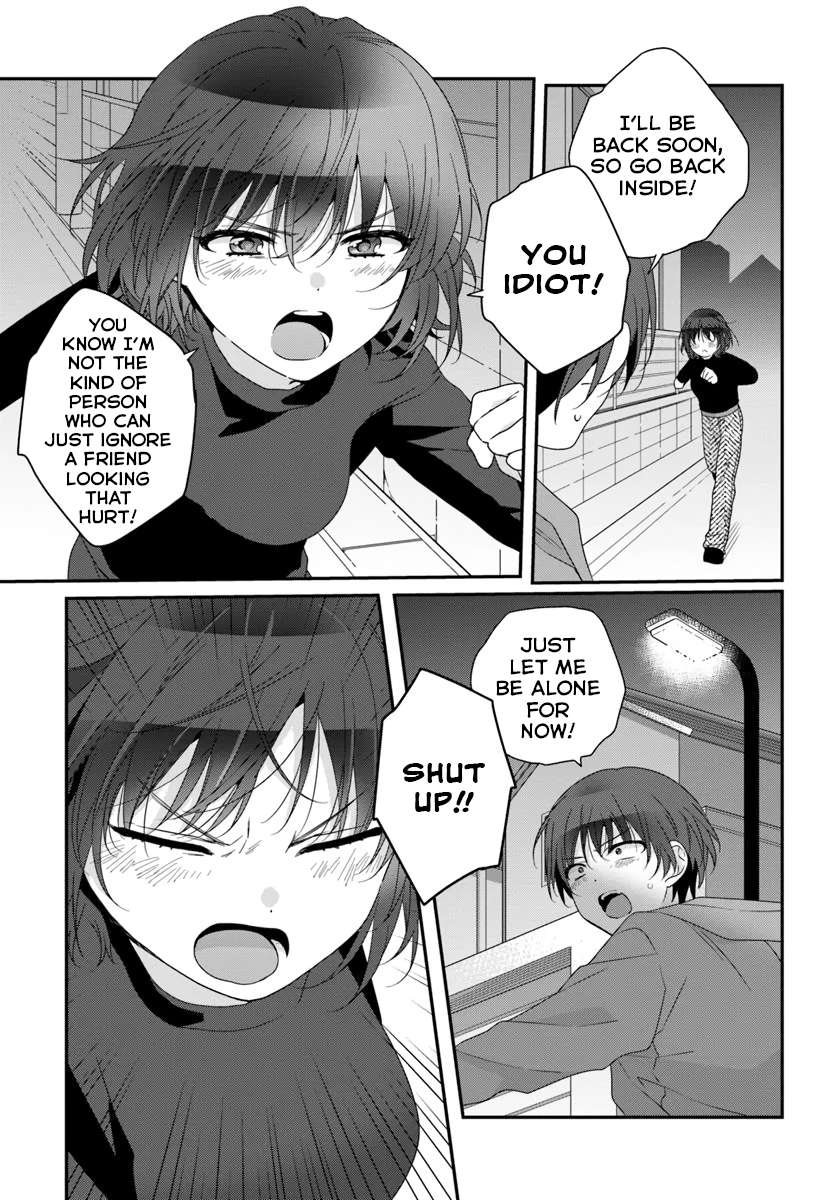 I'LL BE
BACK SOON,
SO GO BACK
INSIDE!
YOU
IDIOT!
YOU
KNOW I'M
NOT THE
KIND OF
PERSON
WHO CAN
JUST IGNORE
A FRIEND
LOOKING
THAT
HURT!
JUST
LET ME
BE ALONE
FOR
NOW!
SHUT
UP!!